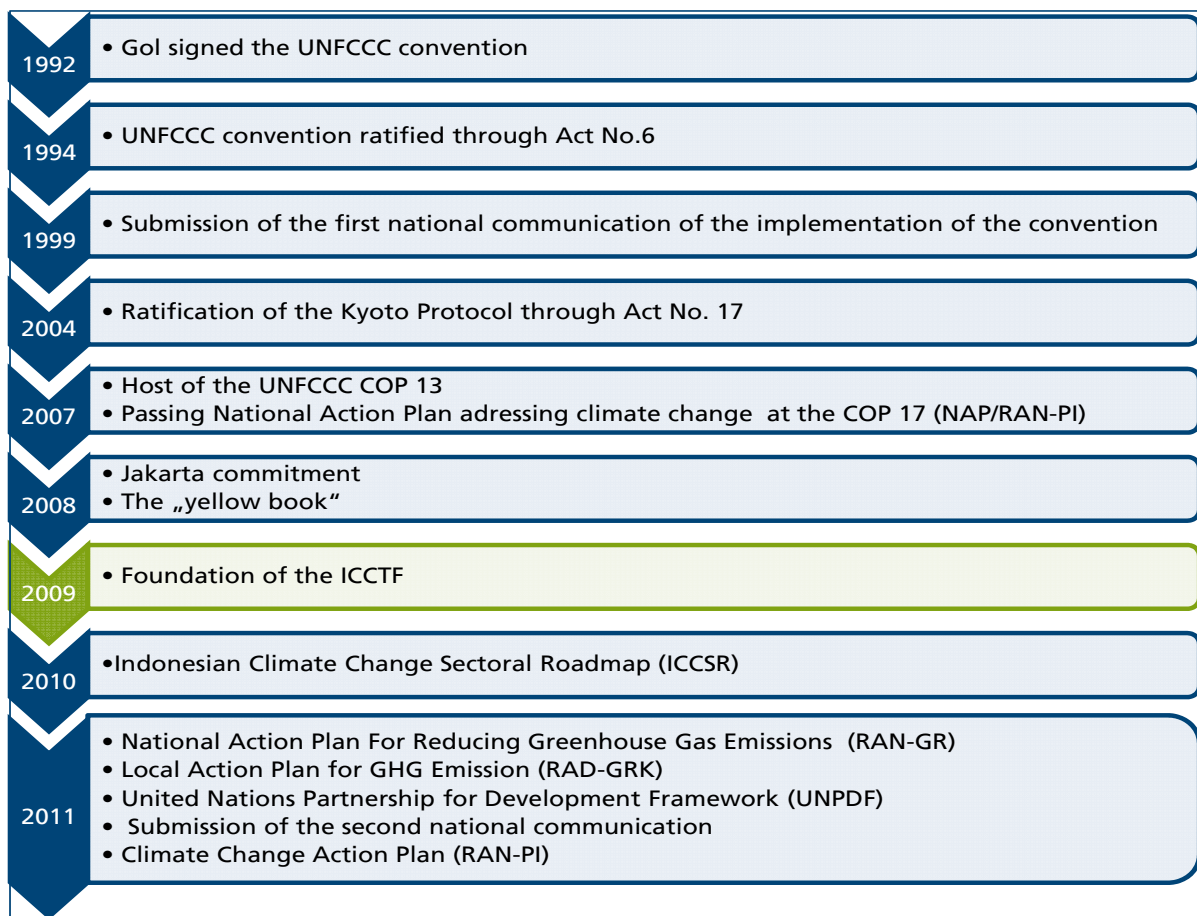 1992
• GoI signed the UNFCCC convention
1994
• UNFCCC convention ratified through Act No.6
1999
• Submission of the first national communication of the implementation of the convention
2004
• Ratification of the Kyoto Protocol through Act No. 17
2007
• Host of the UNFCCC COP 13
• Passing National Action Plan adressing climate change at the COP 17 (NAP/RAN-PI)
2008
• Jakarta commitment
• The „yellow book“
2009
• Foundation of the ICCTF
2010
•Indonesian Climate Change Sectoral Roadmap (ICCSR)
2011
• National Action Plan For Reducing Greenhouse Gas Emissions (RAN-GR)
• Local Action Plan for GHG Emission (RAD-GRK)
• United Nations Partnership for Development Framework (UNPDF)
• Submission of the second national communication
• Climate Change Action Plan (RAN-PI)